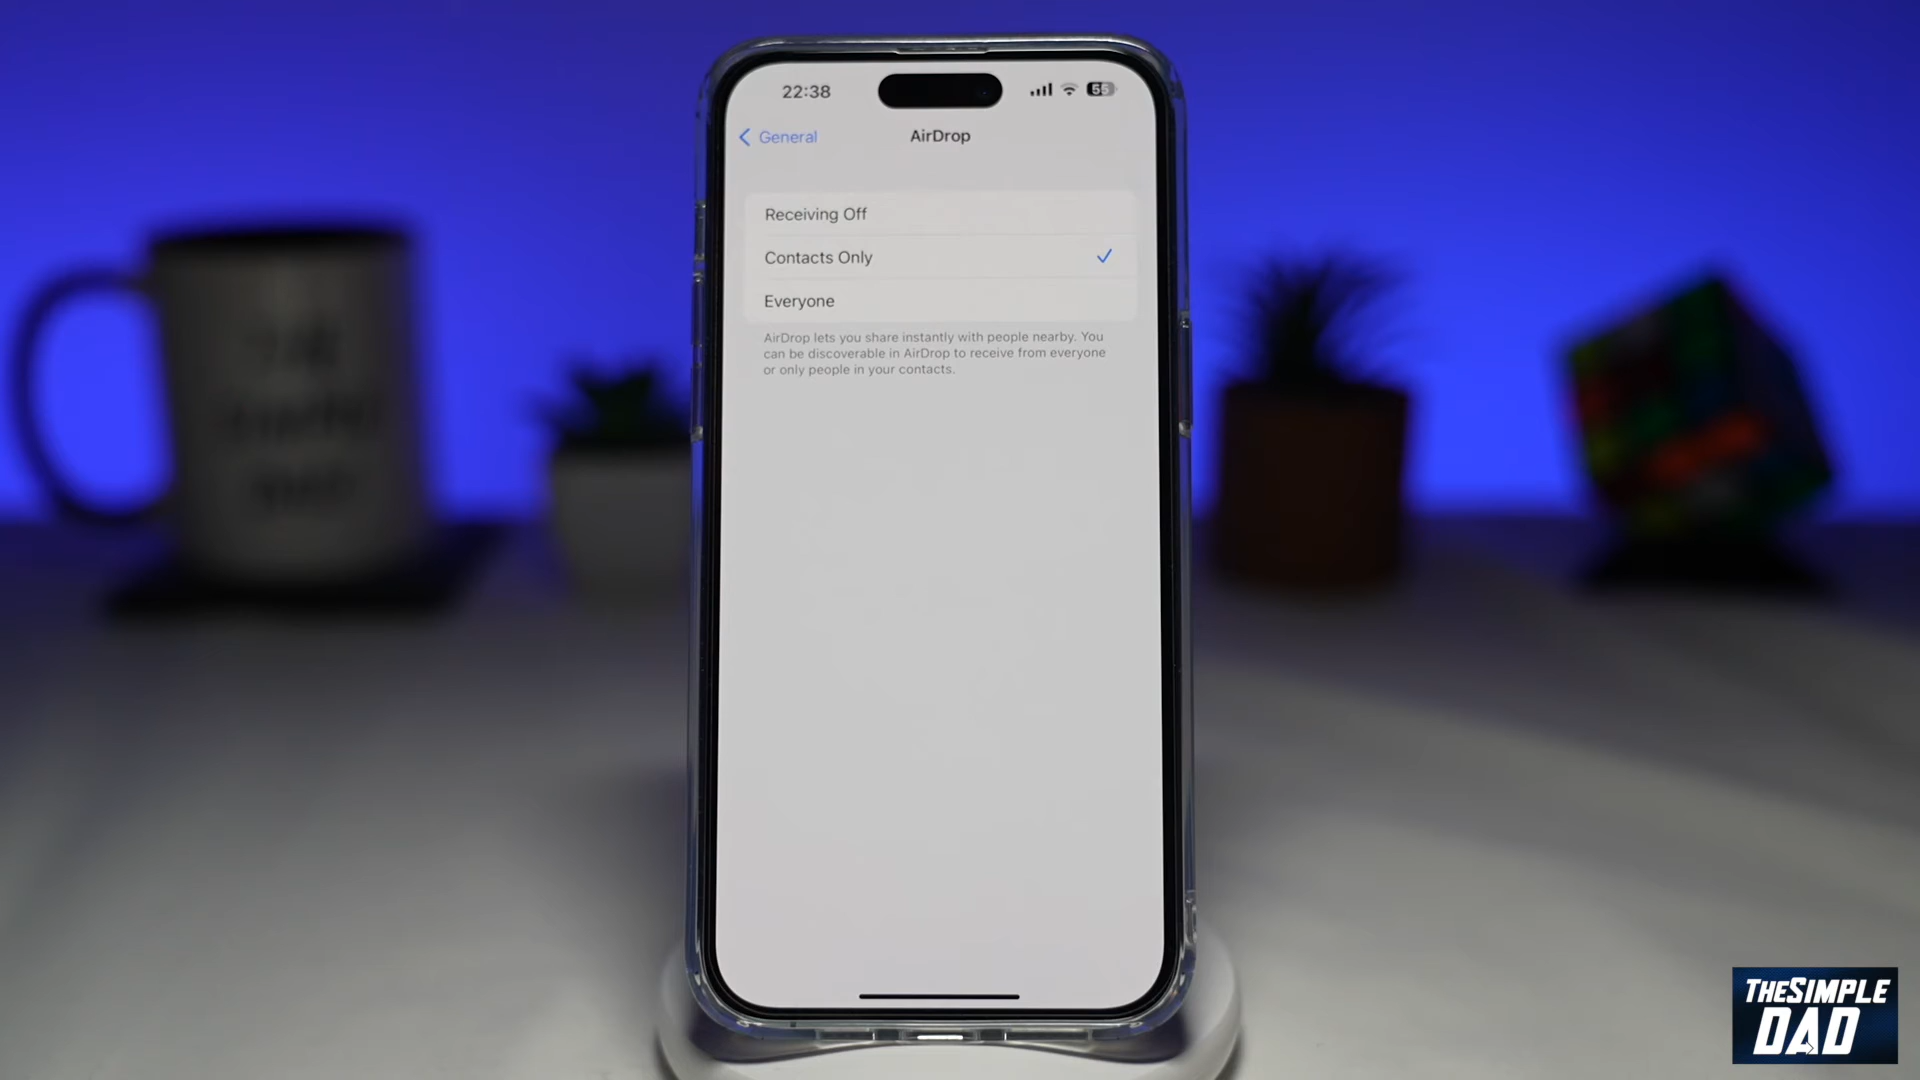 22:38
55
General
AirDrop
Receiving Off
Contacts Only
Everyone
AirDrop lets you share instantly with people nearby. You
can be discoverable in AirDrop to receive from everyone
or only people in your contacts.
THESIMPLE
DAD